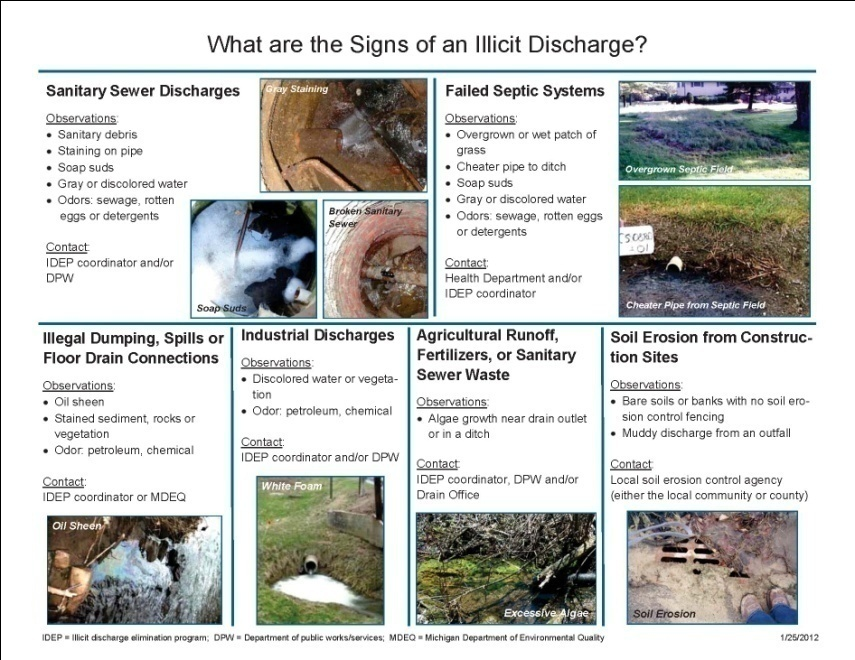 What are the Signs of an Illicit Discharge?
Sanitary Sewer Discharges
Observations:
• Sanitary debris
• Staining on pipe
• Soap suds
• Gray or discolored water
• Odors: sewage, rotten
eggs or detergents
Contact:
IDEP coordinator and/or
DPW
Gray Staining
Soap Suds
Broken Sanitary
Sewer
Failed Septic Systems
Observations:
• Overgrown or wet patch of
grass
• Cheater pipe to ditch
• Soap suds
• Gray or discolored water
• Odors: sewage, rotten eggs
or detergents
Contact:
Health Department and/or
IDEP coordinator
Overgrown Septic Field
Cheater Pipe from Septic Field
Illegal Dumping, Spills or
Floor Drain Connections
Observations:
• Oil sheen
• Stained sediment, rocks or
vegetation
• Odor: petroleum, chemical
Contact:
IDEP coordinator or MDEQ
Oil Sheen
Industrial Discharges
Observations:
• Discolored water or vegeta-
tion
• Odor: petroleum, chemical
Contact:
IDEP coordinator and/or DPW
White Foam
Agricultural Runoff,
Fertilizers, or Sanitary
Sewer Waste
Observations:
• Algae growth near drain outlet
or in a ditch
Contact:
IDEP coordinator, DPW and/or
Drain Office
Excessive Algae
Soil Erosion from Construc-
tion Sites
Observations:
• Bare soils or banks with no soil ero-
sion control fencing
• Muddy discharge from an outfall
Contact:
Local soil erosion control agency
(either the local community or county)
Soil Erosion
IDEP = Illicit discharge elimination program; DPW = Department of public works/services; MDEQ = Michigan Department of Environmental Quality
1/25/2012